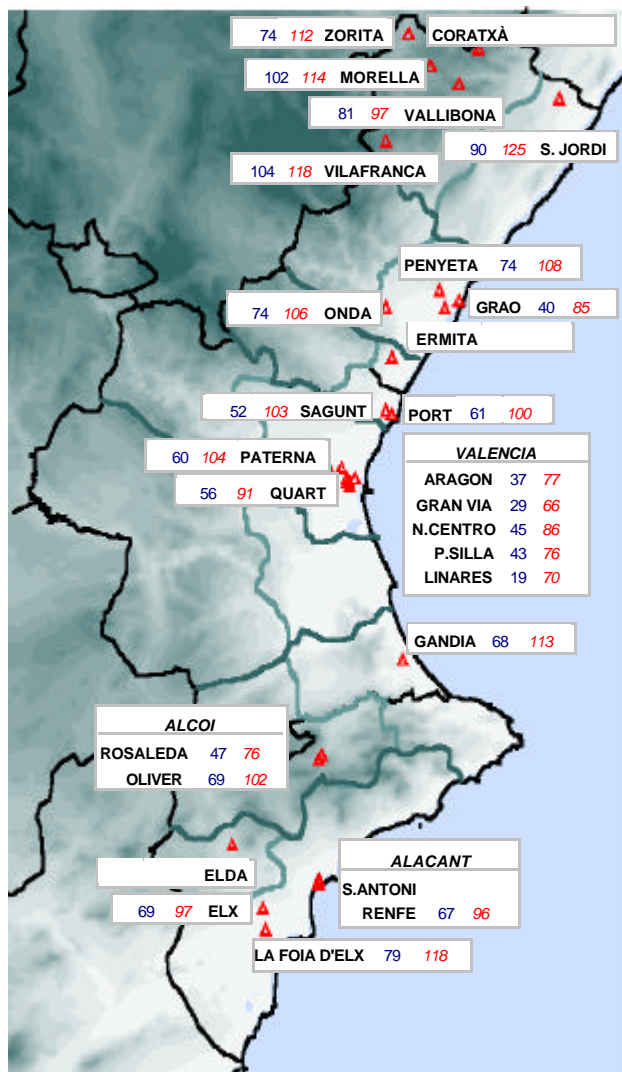 74 112 ZORITA
CORATXÀ
102 114 MORELLA
81 97 VALLIBONA
90 125 S. JORDI
104 118 VILAFRANCA
PENYETA 74 108
74 106 ONDA
GRAO 40 85
ERMITA
52 103 SAGUNT
PORT 61 100
60 104 PATERNA
56 91 QUART
VALENCIA
ARAGON 37 77
GRAN VIA 29 66
N.CENTRO 45 86
P.SILLA 43 76
LINARES 19 70
GANDIA 68 113
ALCOI
ROSALEDA 47 76
OLIVER 69 102
ELDA
69 97 ELX
ALACANT
S.ANTONI
RENFE 67 96
LA FOIA D'ELX 79 118